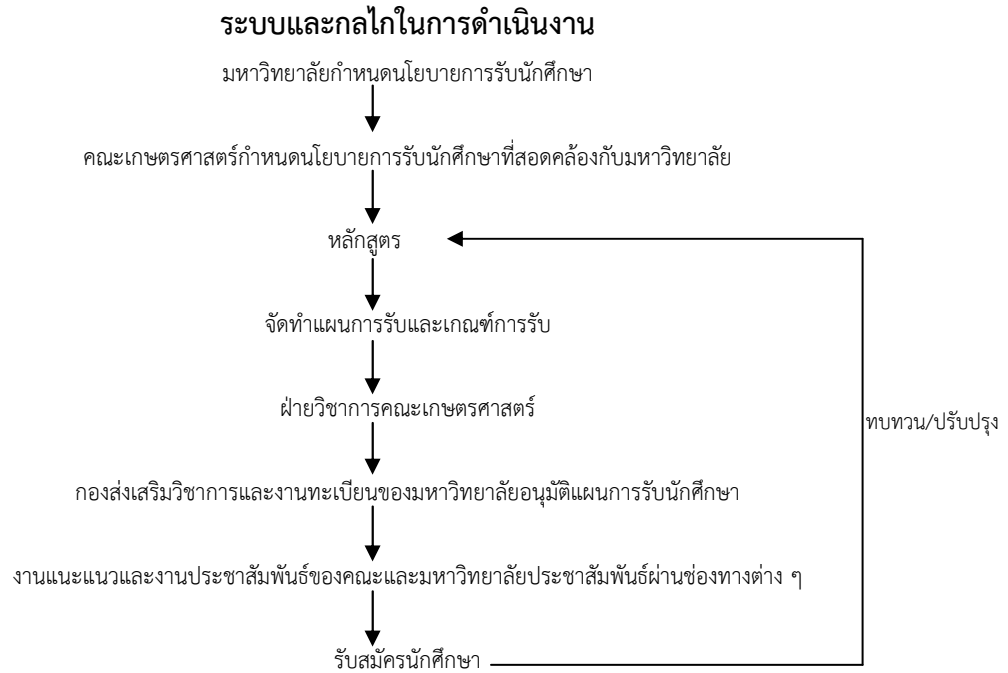 ระบบและกลไกในการดำเนินงาน
มหาวิทยาลัยกำหนดนโยบายการรับนักศึกษา
คณะเกษตรศาสตร์กำหนดนโยบายการรับนักศึกษาที่สอดคล้องกับมหาวิทยาลัย
หลักสูตร
จัดทำแผนการรับและเกณฑ์การรับ
ฝ่ายวิชาการคณะเกษตรศาสตร์
ทบทวน/ปรับปรุง
กองส่งเสริมวิชาการและงานทะเบียนของมหาวิทยาลัยอนุมัติแผนการรับนักศึกษา
งานแนะแนวและงานประชาสัมพันธ์ของคณะและมหาวิทยาลัยประชาสัมพันธ์ผ่านช่องทางต่าง ๆ
รับสมัครนักศึกษา